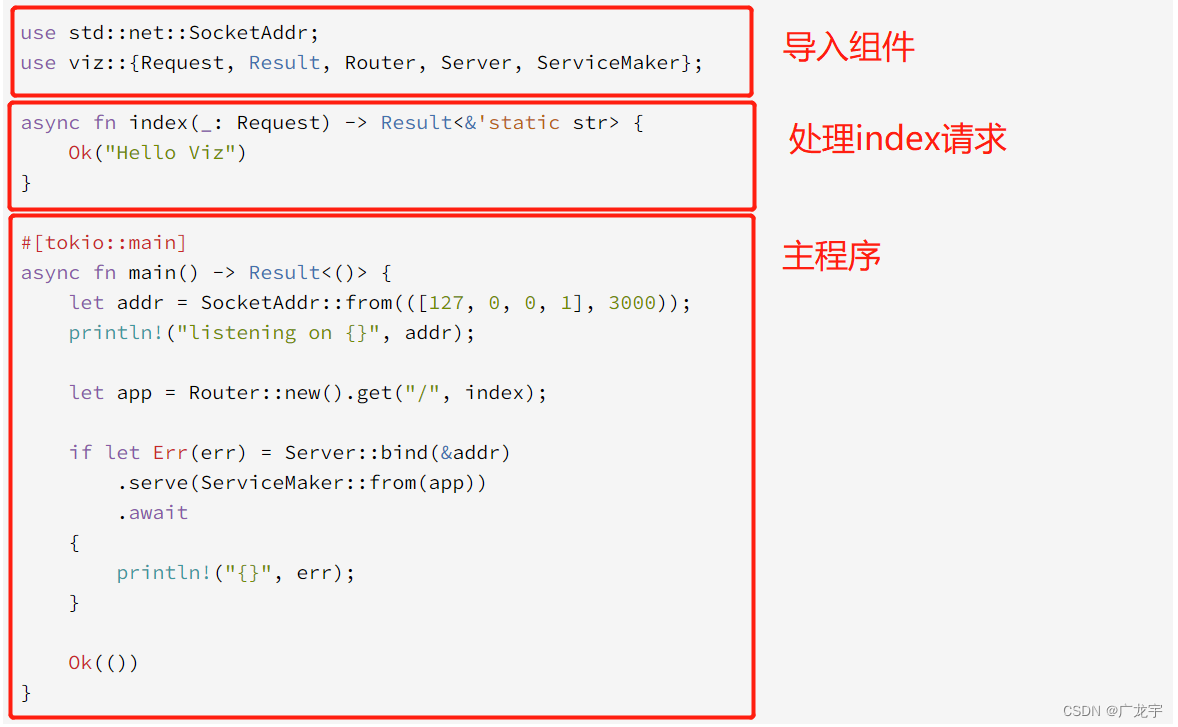 use std::net::SocketAddr;
use viz::{Request, Result, Router, Server, ServiceMaker};
导入组件
async fn index(_: Request) -> Result<&'static str> {
    Ok("Hello Viz")
}
处理index请求
#[tokio::main]
async fn main() -> Result<()> {
    let addr = SocketAddr::from(([127, 0, 0, 1], 3000));
    println!("listening on {}", addr);
    let app = Router::new().get("/", index);
    if let Err(err) = Server::bind(&addr)
        .serve(ServiceMaker::from(app))
        .await
    {
        println!("{}", err);
    }
    Ok(())
}
主程序
CSDN @广龙宇